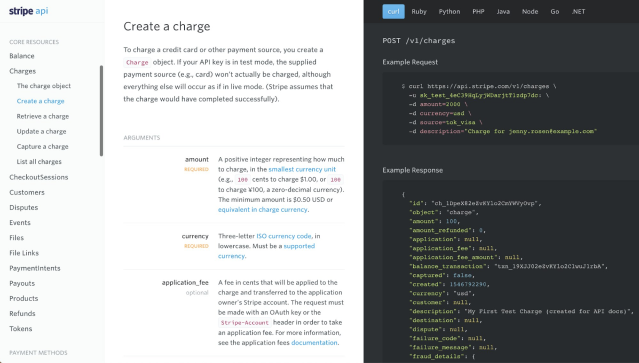 stripe api
CORE RESOURCES
Balance
Charges
The charge object
Create a charge
Retrieve a charge
Update a charge
Capture a charge
List all charges
CheckoutSessions
Customers
Disputes
Events
Files
File Links
PaymentIntents
Payouts
Products
Refunds
Tokens
PAYMENT METHODS
Create a charge
To charge a credit card or other payment source, you create a
Charge object. If your API key is in test mode, the supplied
payment source (e.g., card) won't actually be charged, although
everything else will occur as if in live mode. (Stripe assumes that
the charge would have completed successfully).
ARGUMENTS
amount
REQUIRED
A positive integer representing how much
to charge, in the smallest currency unit
(e.g., 100 cents to charge $1.00, or 100
to charge ¥100, a zero-decimal currency).
The minimum amount is $0.50 USD or
equivalent in charge currency.
currency
REQUIRED
Three-letter ISO currency code, in
lowercase. Must be a supported
currency.
application_fee
optional
A fee in cents that will be applied to the
charge and transferred to the application
owner's Stripe account. The request must
be made with an OAuth key or the
Stripe-Account header in order to take
an application fee. For more information,
see the application fees documentation.
curl Ruby Python PHP Java Node Go .NET
POST /v1/charges
Example Request
$ curl https://api.stripe.com/v1/charges \
-d amount=2000 \
-d currency=usd \
-d source=tok_visa \
-d description="Charge for jenny.rosen@example.com"
Example Response
{
"object": "charge",
"amount": 100,
"amount_refunded": 0,
"application": null,
"application_fee": null,
"application_fee_amount": null,
"captured": false,
"created": 1546792290,
"currency": "usd",
"customer": null,
"description": "My First Test Charge (created for API docs)",
"destination": null,
"dispute": null,
"failure_code": null,
"failure_message": null,
"fraud_details": {